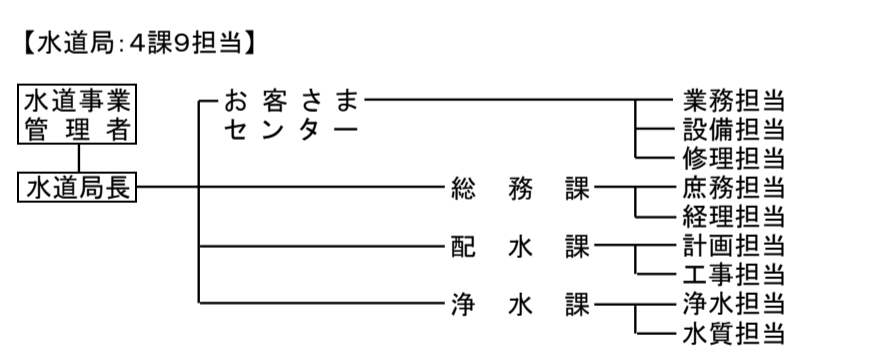 【水道局：４課９担当】
水道事業
管理者
水道局長
お客さま
センター
業務担当
設備担当
修理担当
総務課
庶務担当
経理担当
配水課
計画担当
工事担当
浄水課
浄水担当
水質担当